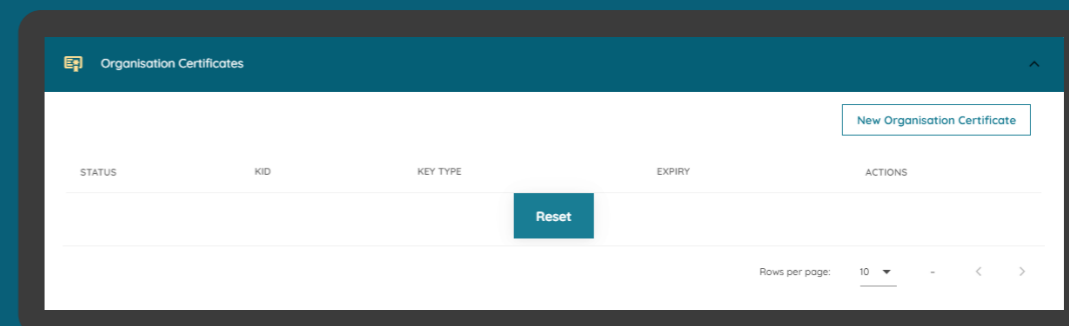 Organisation Certificates
New Organisation Certificate
STATUS KID KEY TYPE EXPIRY ACTIONS
Reset
Rows per page: 10 -